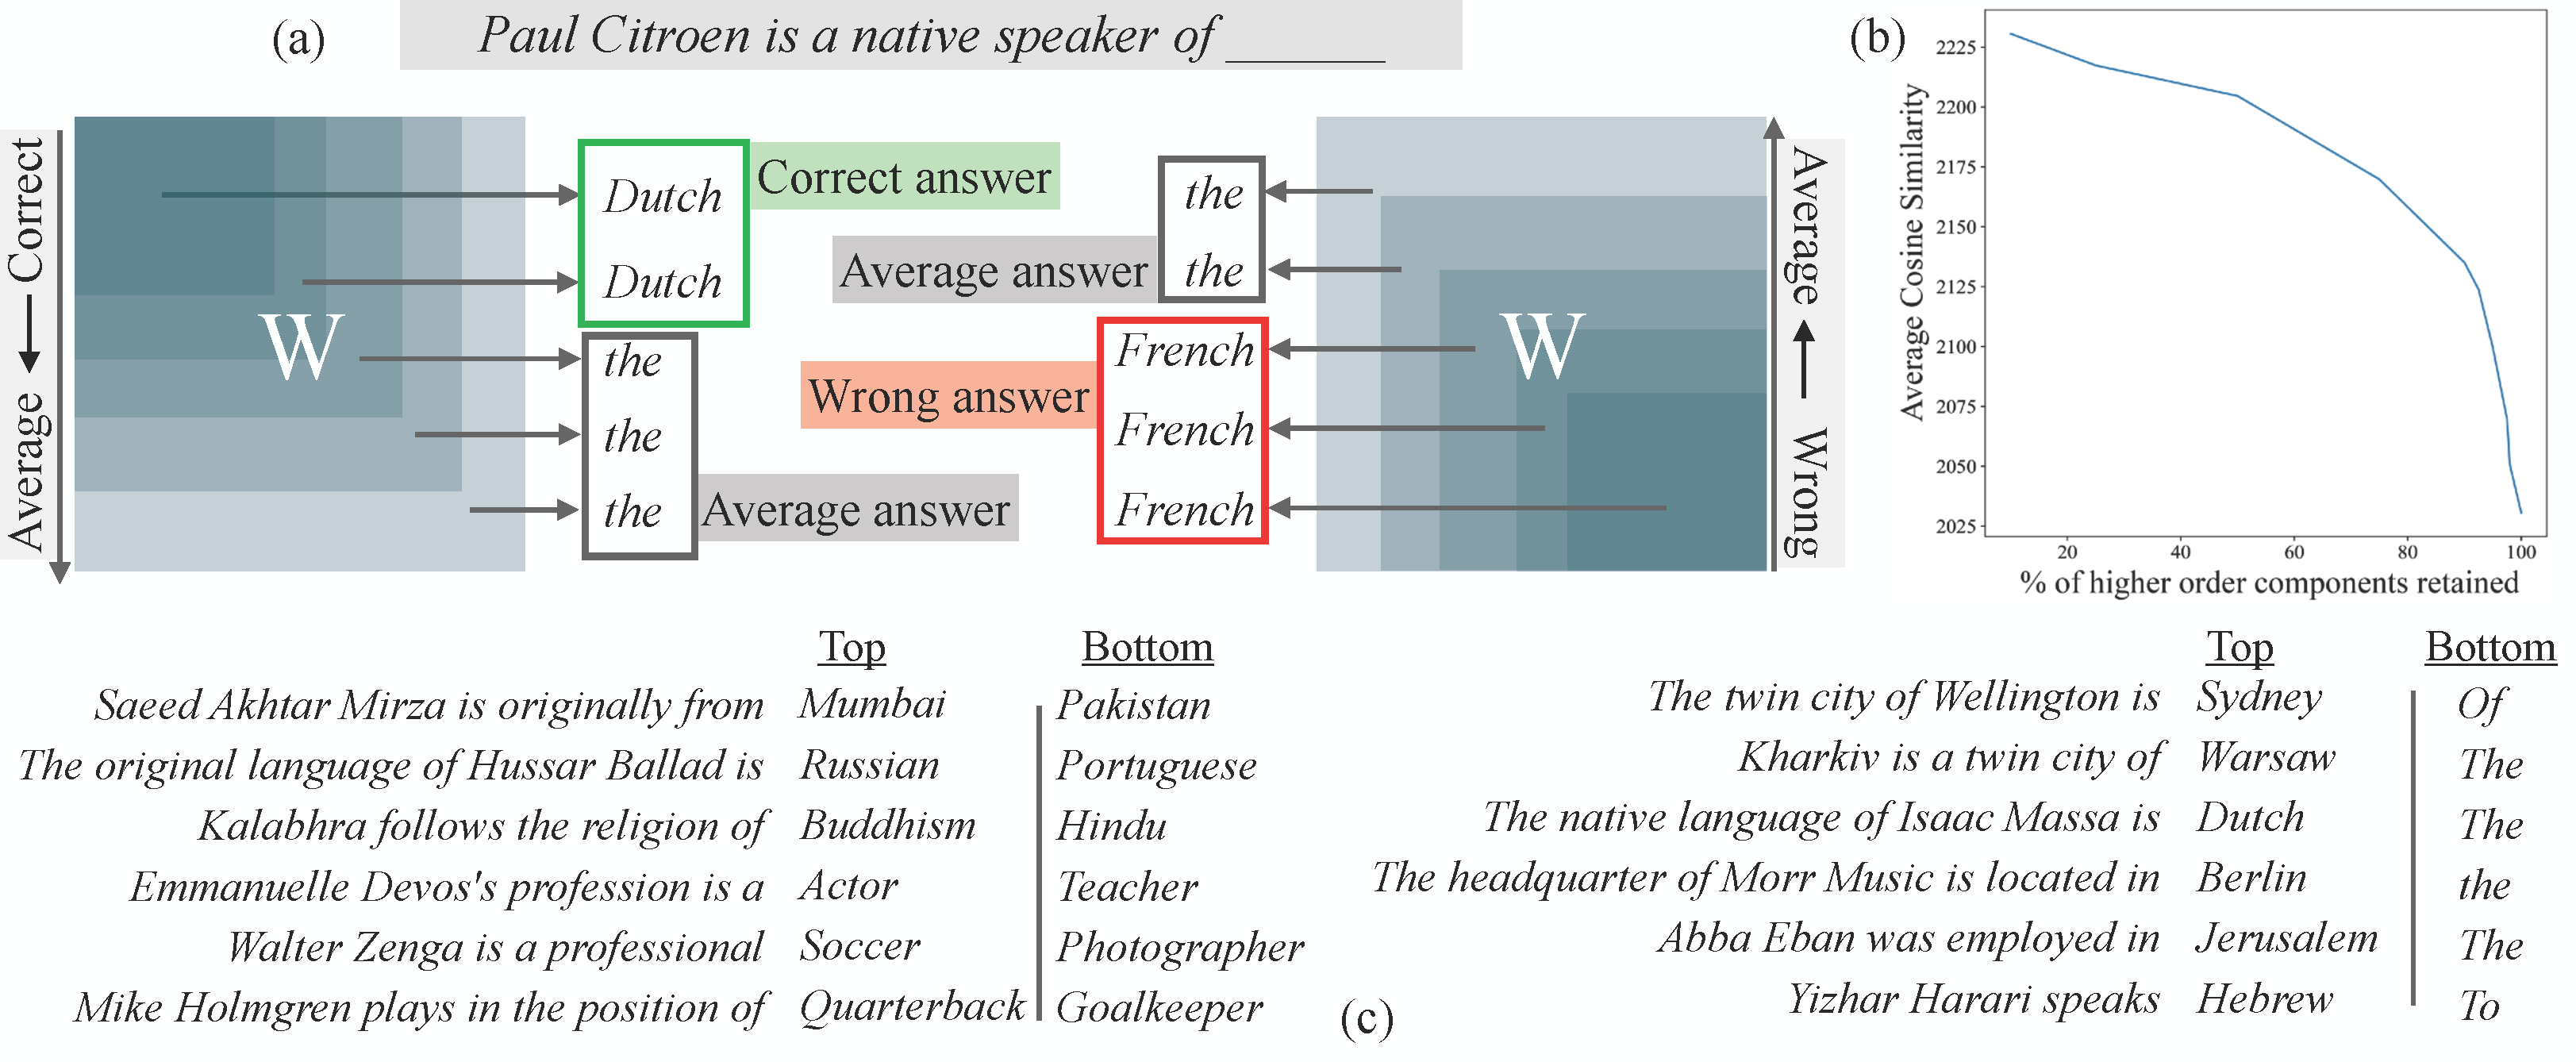 (a)
Paul Citroen is a native speaker of _______
Correct
Average
W
Dutch
Dutch
Correct answer
the
the
the
Average answer
the
the
Average answer
French
French
French
Wrong answer
W
Average
Wrong
(b)
Average Cosine Similarity
2225
2200
2175
2150
2125
2100
2075
2050
2025
20 40 60 80 100
% of higher order components retained
Top Bottom
Saeed Akhtar Mirza is originally from Mumbai Pakistan
The original language of Hussar Ballad is Russian Portuguese
Kalabhra follows the religion of Buddhism Hindu
Emmanuelle Devos's profession is a Actor Teacher
Walter Zenga is a professional Soccer Photographer
Mike Holmgren plays in the position of Quarterback Goalkeeper
(c)
Top Bottom
The twin city of Wellington is Sydney Of
Kharkiv is a twin city of Warsaw The
The native language of Isaac Massa is Dutch The
The headquarter of Morr Music is located in Berlin the
Abba Eban was employed in Jerusalem The
Yizhar Harari speaks Hebrew To